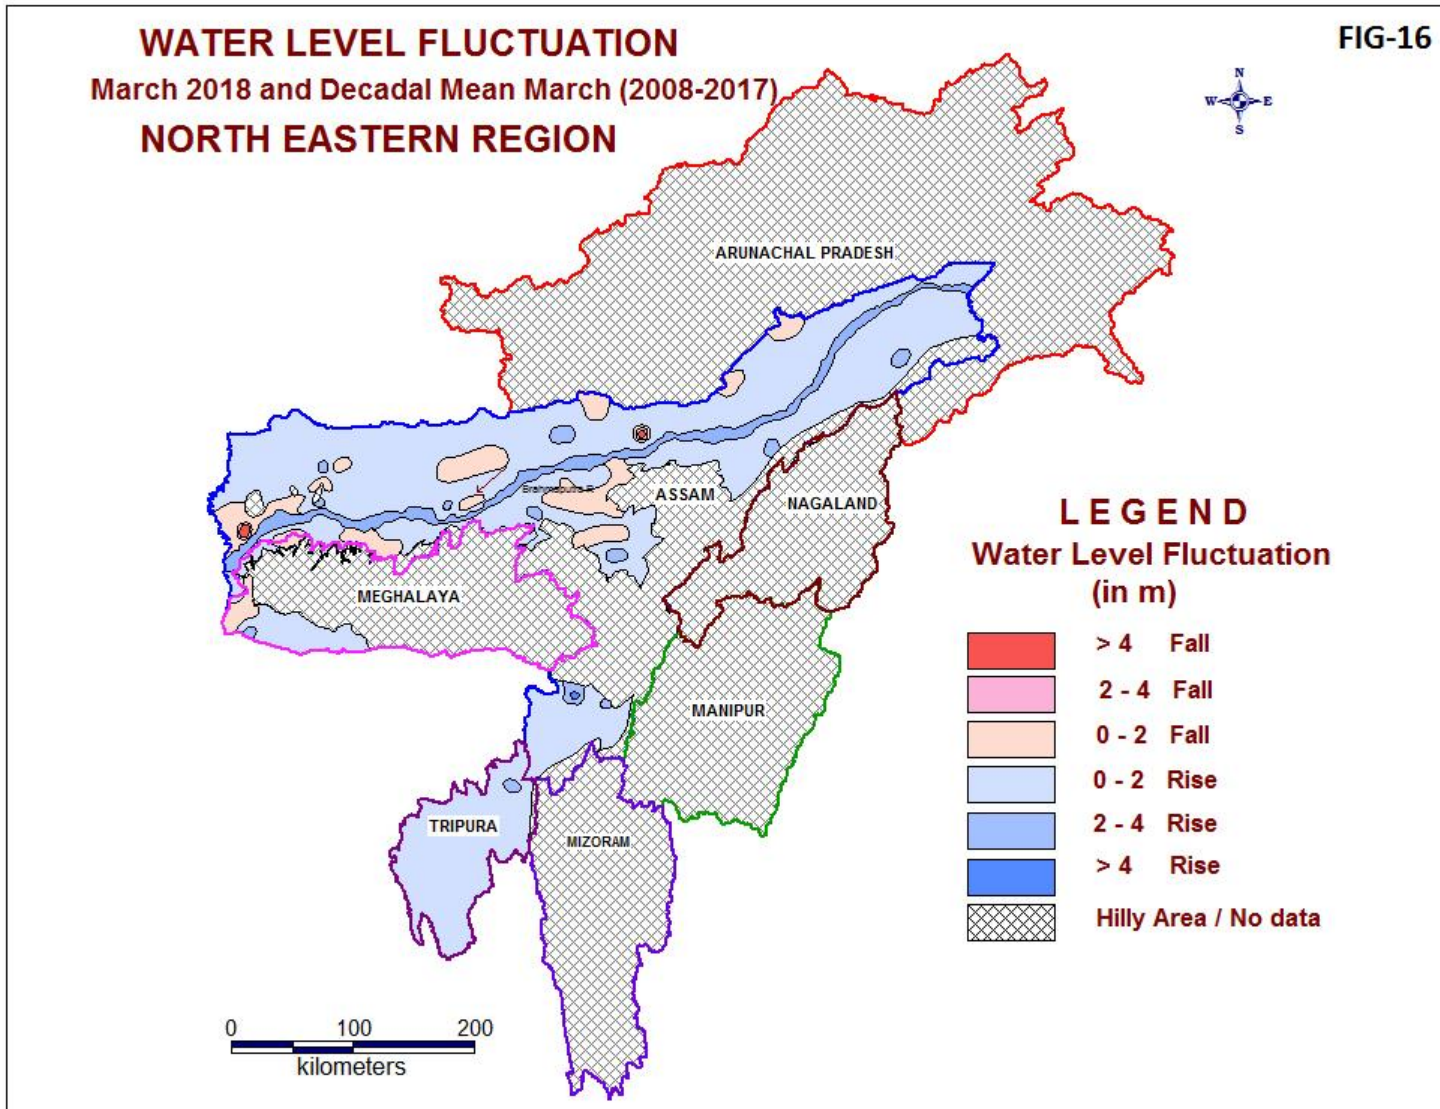 FIG-16
WATER LEVEL FLUCTUATION
March 2018 and Decadal Mean March (2008-2017)
NORTH EASTERN REGION
N
W E
S
ARUNACHAL PRADESH
Brahmaputra R
ASSAM
NAGALAND
MEGHALAYA
MANIPUR
TRIPURA
MIZORAM
LEGEND
Water Level Fluctuation
(in m)
> 4 Fall
2 - 4 Fall
0 - 2 Fall
0 - 2 Rise
2 - 4 Rise
> 4 Rise
Hilly Area / No data
0 100 200
kilometers